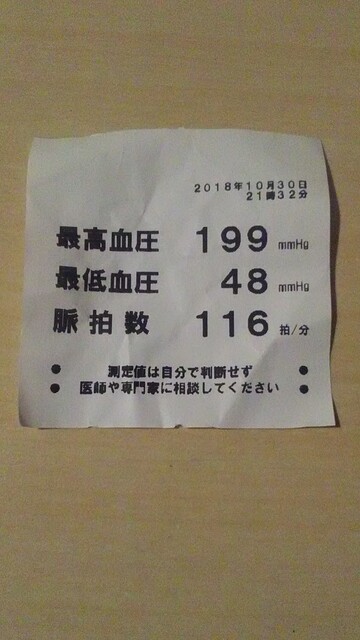 2018年10月30日
21時32分
最高血圧 199 mmHg
最低血圧 48 mmHg
脈拍数 116 拍/分
● 測定値は自分で判断せず ●
● 医師や専門家に相談してください ●